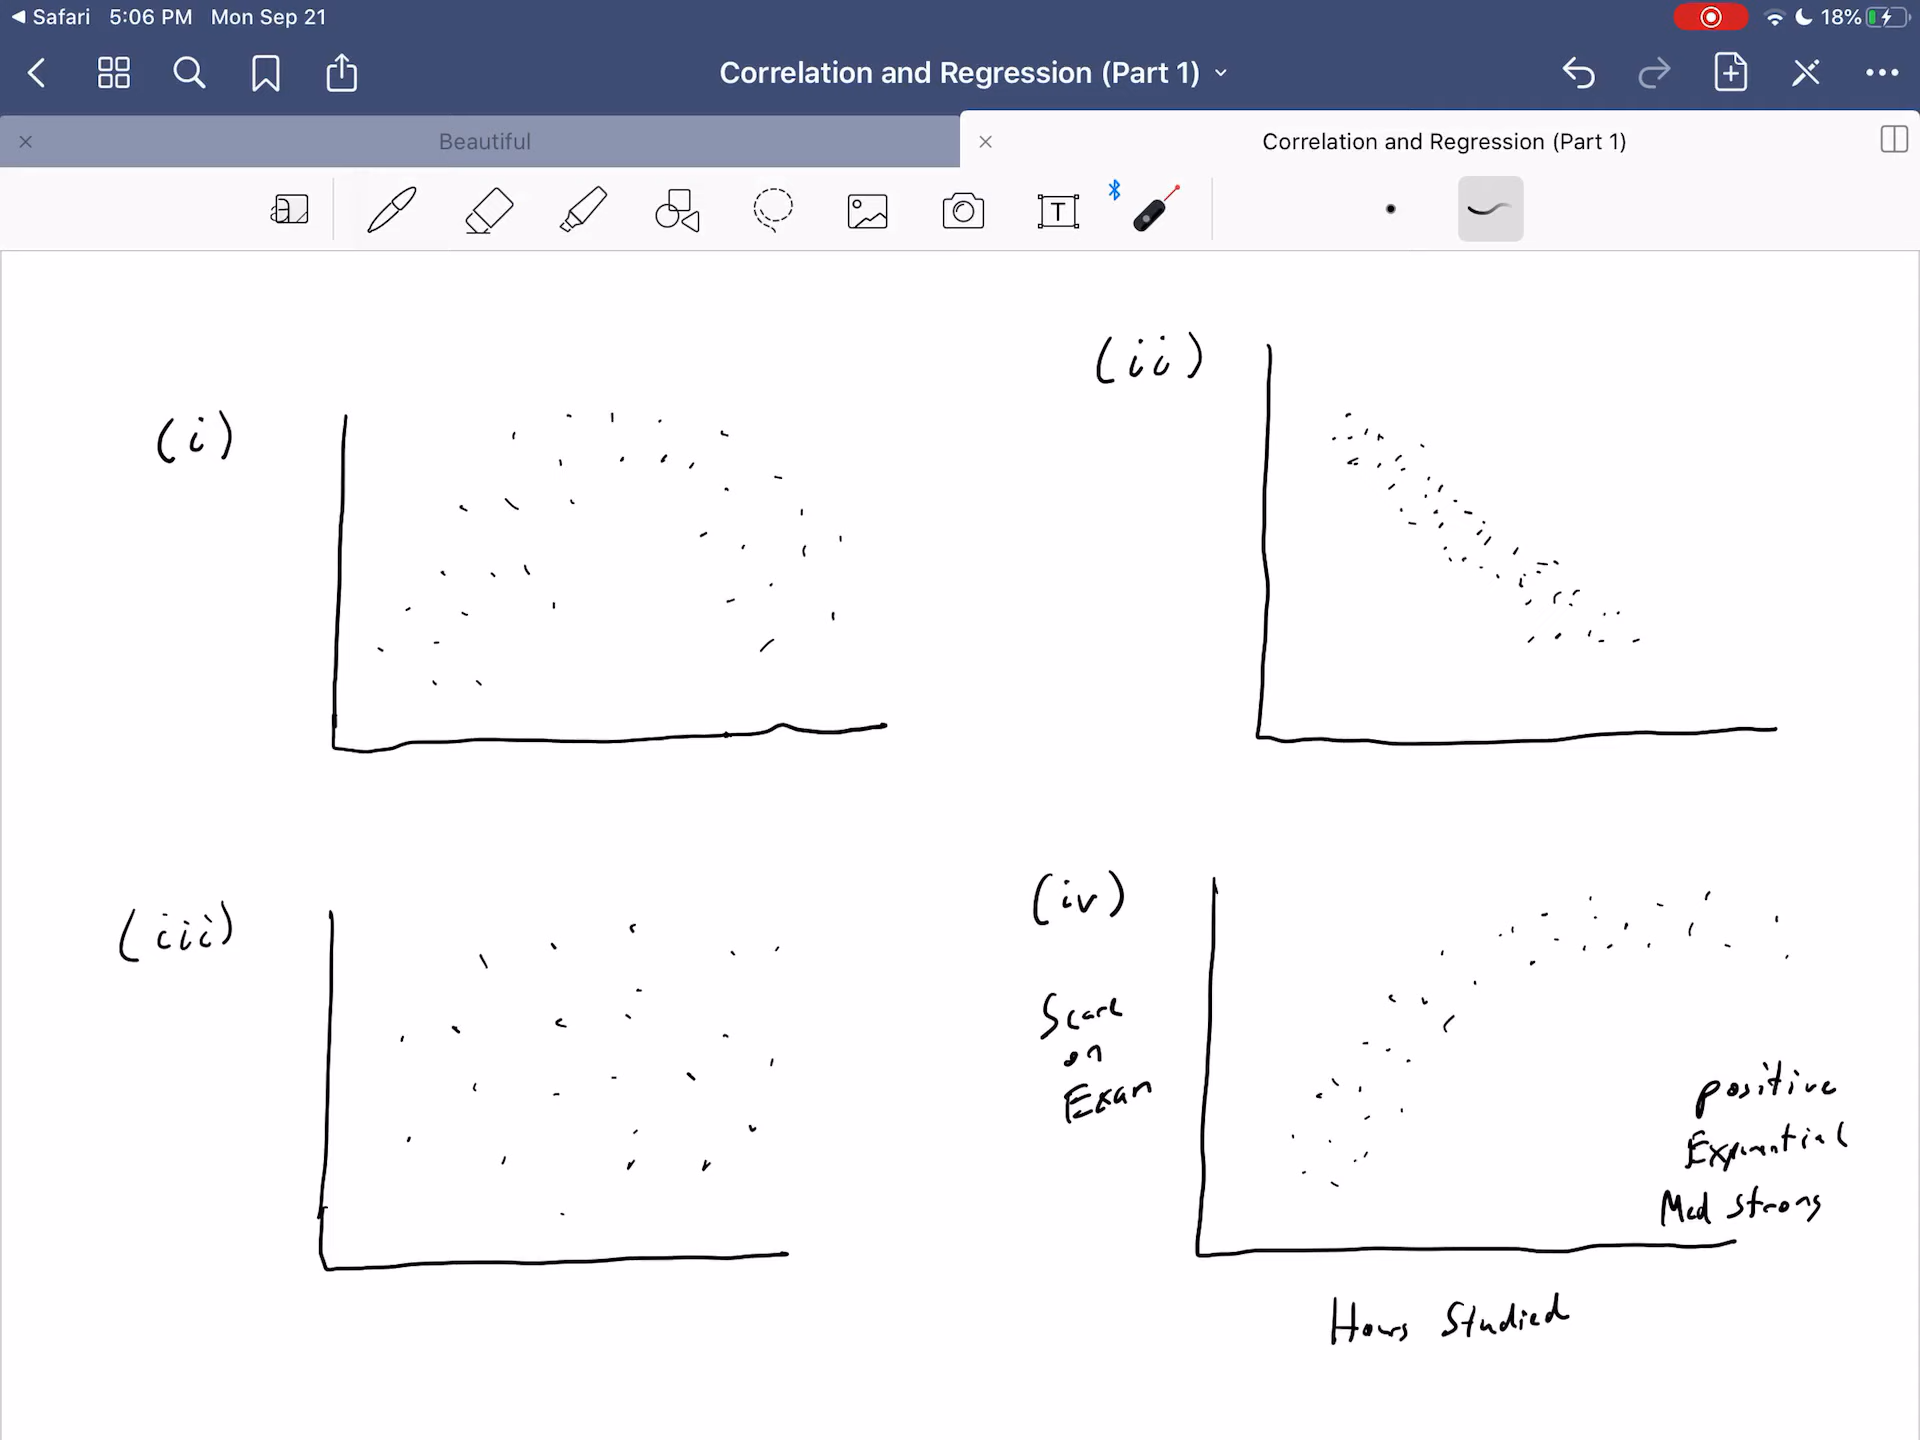 Safari 5:06 PM Mon Sep 21
18%
Correlation and Regression (Part 1)
Beautiful
Correlation and Regression (Part 1)
a
T
(i)
(ii)
(iii)
(iv)
Score
on
Exam
positive
Exponential
Med strong
Hours Studied